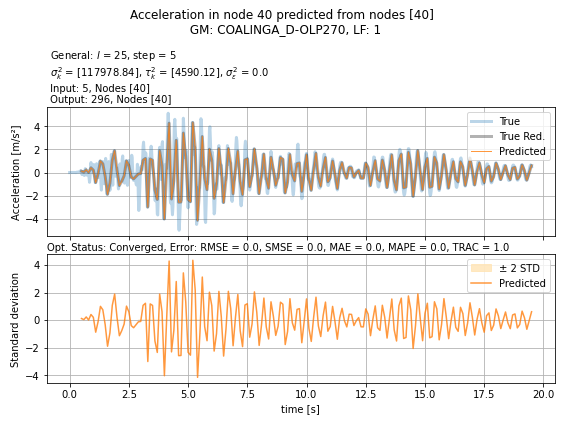 Acceleration in node 40 predicted from nodes [40]
GM: COALINGA_D-OLP270, LF: 1
General: l = 25, step = 5
σ²ₖ = [117978.84], τ²ₖ = [4590.12], σ²ε = 0.0
Input: 5, Nodes [40]
Output: 296, Nodes [40]
Acceleration [m/s²]
4
2
0
−2
−4
True
True Red.
Predicted
Opt. Status: Converged, Error: RMSE = 0.0, SMSE = 0.0, MAE = 0.0, MAPE = 0.0, TRAC = 1.0
Standard deviation
4
2
0
−2
−4
± 2 STD
Predicted
0.0 2.5 5.0 7.5 10.0 12.5 15.0 17.5 20.0
time [s]